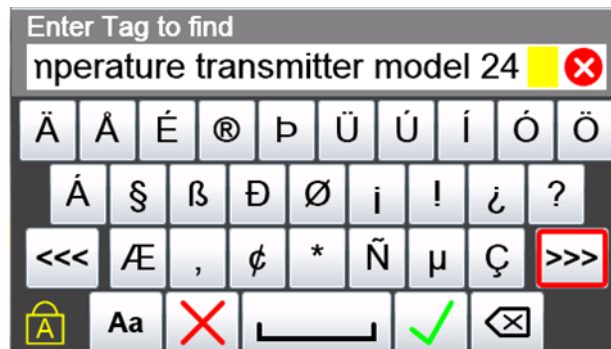 Enter Tag to find
nperature transmitter model 24
Ä Å É ® Þ Ü Ú Í Ó Ö
Á § ß Ð Ø ¡ ! ¿ ?
<<< Æ , ¢ * Ñ µ Ç >>>
A Aa